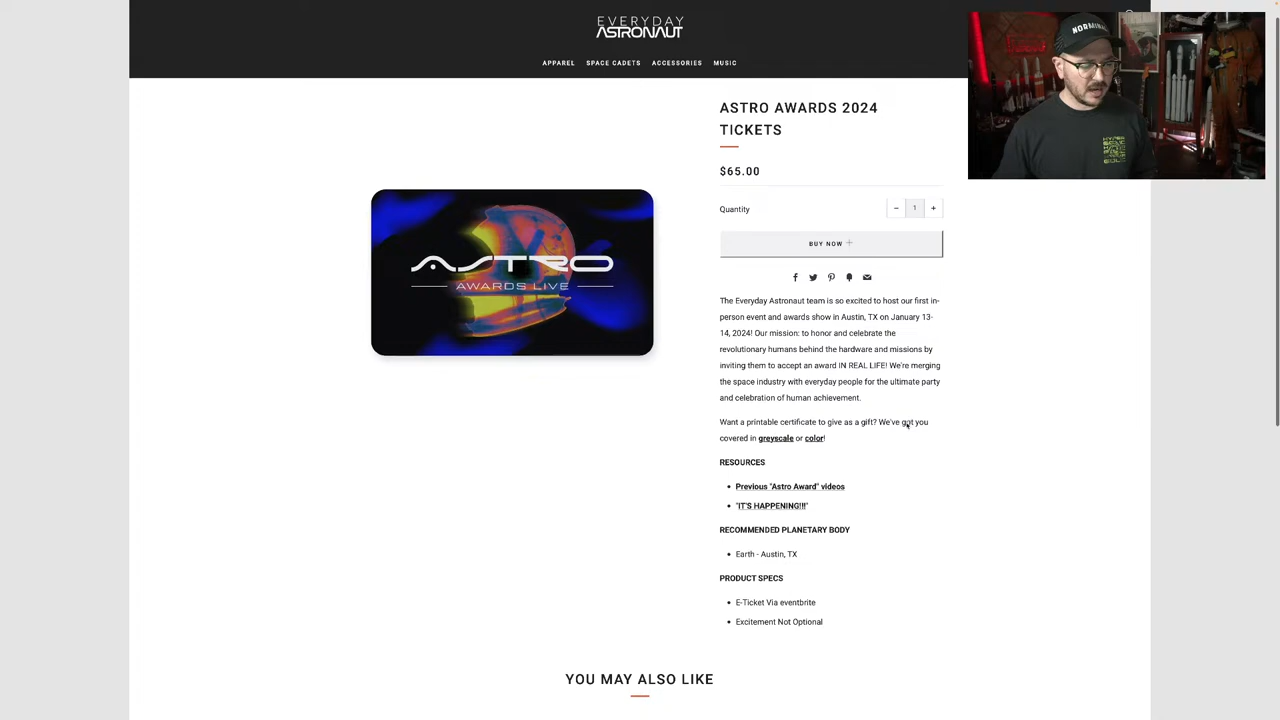 EVERYDAY
ASTRONAUT
APPAREL SPACE CADETS ACCESSORIES MUSIC
ASTRO AWARDS 2024
TICKETS
$65.00
Quantity
− 1 +
BUY NOW
ASTRO
AWARDS LIVE
The Everyday Astronaut team is so excited to host our first in-
person event and awards show in Austin, TX on January 13-
14, 2024! Our mission: to honor and celebrate the
revolutionary humans behind the hardware and missions by
inviting them to accept an award IN REAL LIFE! We're merging
the space industry with everyday people for the ultimate party
and celebration of human achievement.
Want a printable certificate to give as a gift? We've got you
covered in greyscale or color!
RESOURCES
Previous "Astro Award" videos
"IT'S HAPPENING!!!"
RECOMMENDED PLANETARY BODY
Earth - Austin, TX
PRODUCT SPECS
E-Ticket Via eventbrite
Excitement Not Optional
YOU MAY ALSO LIKE